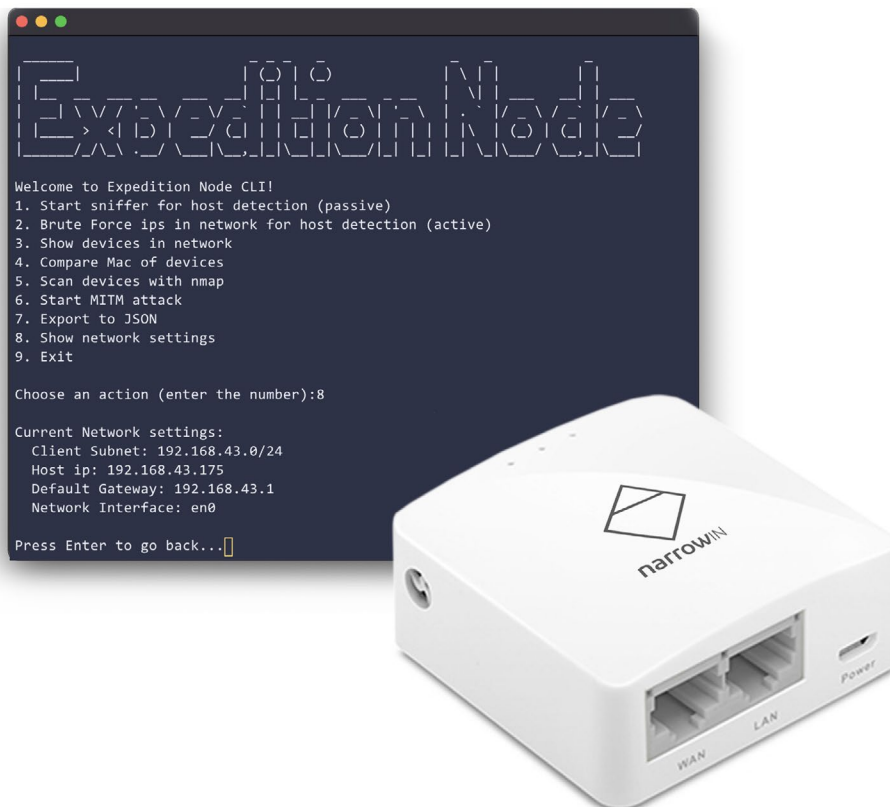 Expedition Node
Welcome to Expedition Node CLI!
1. Start sniffer for host detection (passive)
2. Brute Force ips in network for host detection (active)
3. Show devices in network
4. Compare Mac of devices
5. Scan devices with nmap
6. Start MITM attack
7. Export to JSON
8. Show network settings
9. Exit
Choose an action (enter the number):8
Current Network settings:
Client Subnet: 192.168.43.0/24
Host ip: 192.168.43.175
Default Gateway: 192.168.43.1
Network Interface: en0
Press Enter to go back...
narrowIN
WAN
LAN
Power